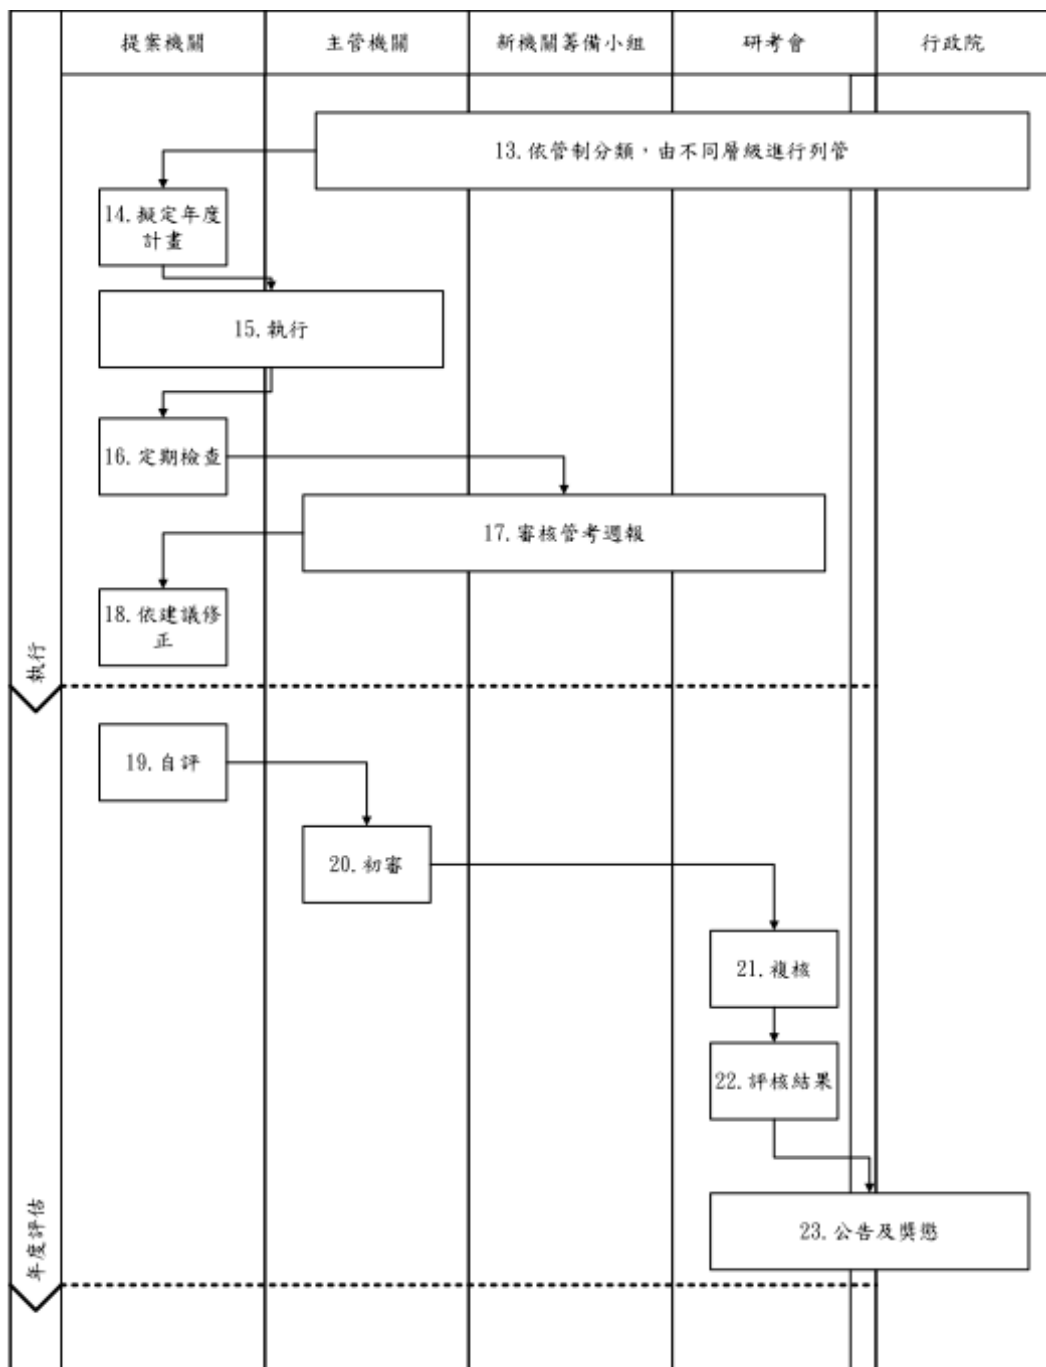 提案機關
主管機關
新機關籌備小組
研考會
行政院
13.依管制分類，由不同層級進行列管
14.擬定年度
計畫
15.執行
16.定期檢查
17.審核管考週報
18.依建議修
正
執行
19.自評
20.初審
21.複核
22.評核結果
23.公告及獎懲
年度評估